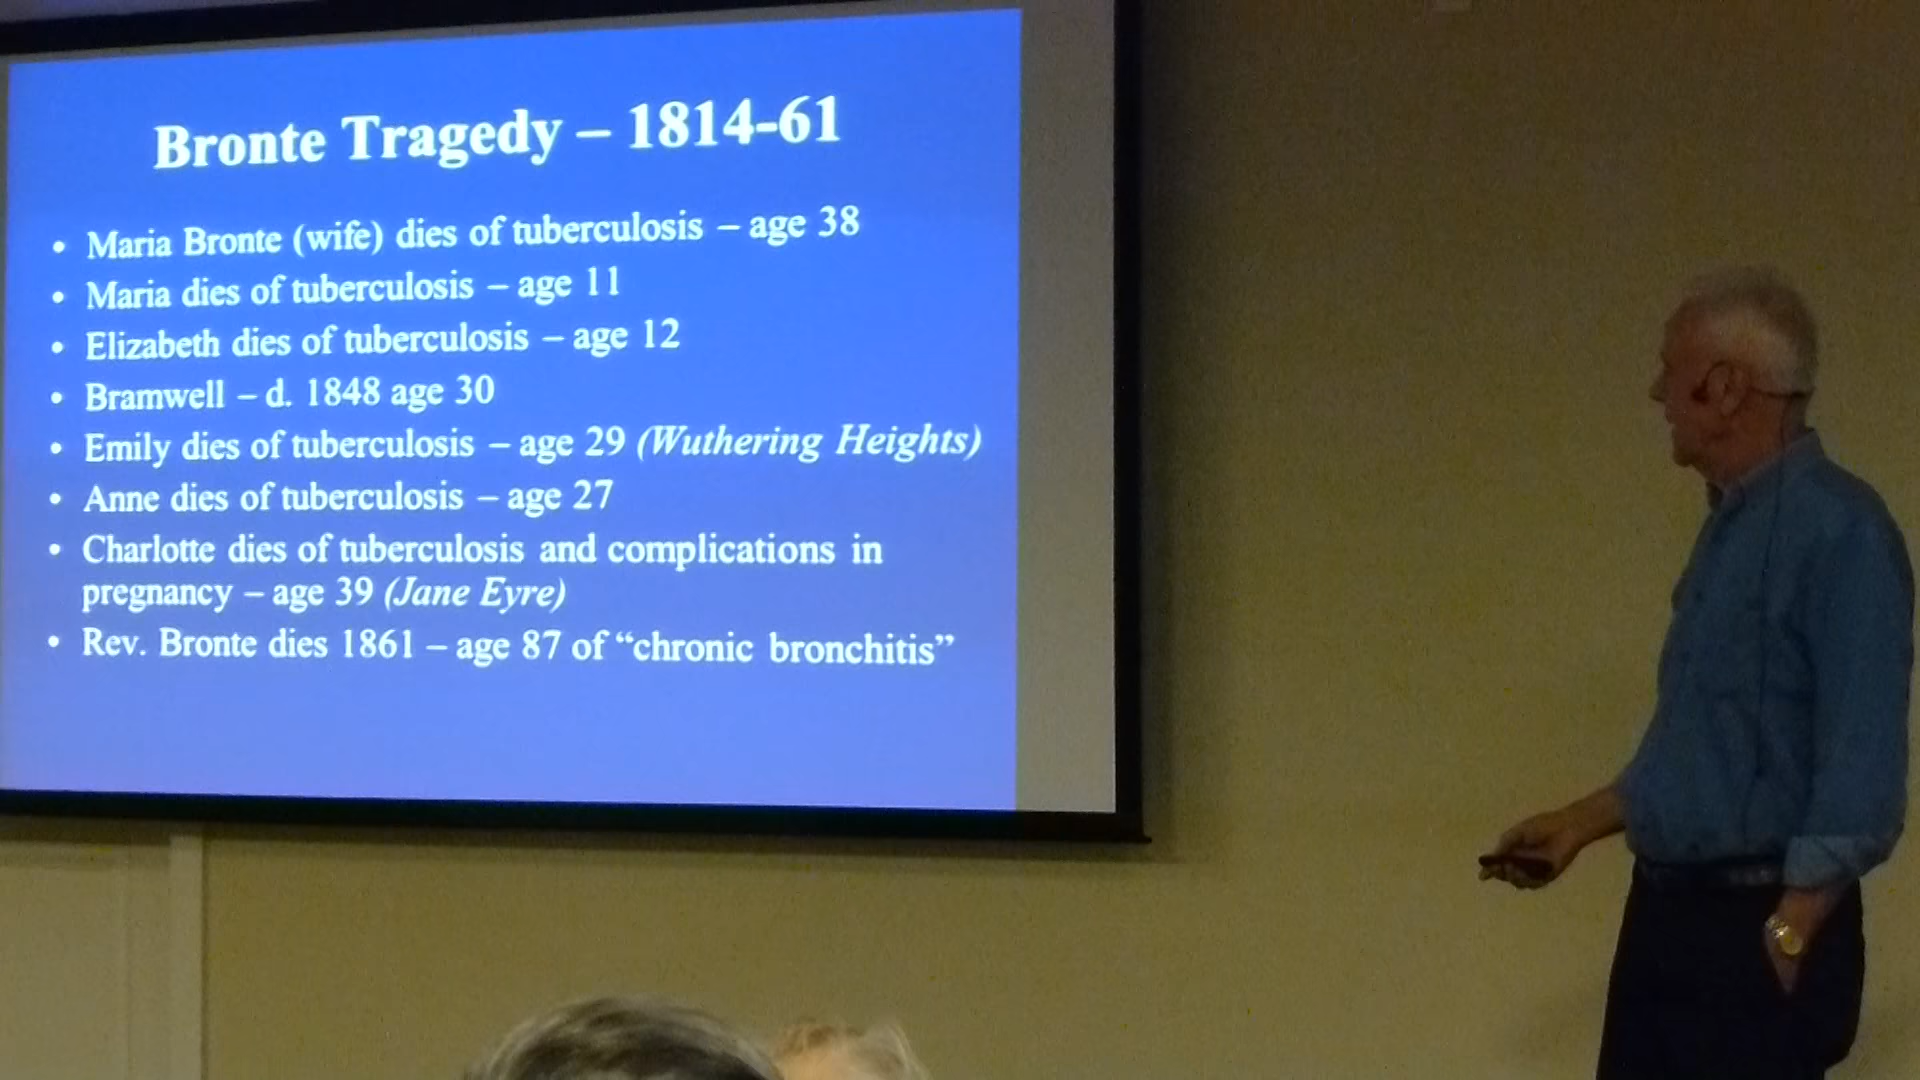 Bronte Tragedy – 1814-61
• Maria Bronte (wife) dies of tuberculosis – age 38
• Maria dies of tuberculosis – age 11
• Elizabeth dies of tuberculosis – age 12
• Bramwell – d. 1848 age 30
• Emily dies of tuberculosis – age 29 (Wuthering Heights)
• Anne dies of tuberculosis – age 27
• Charlotte dies of tuberculosis and complications in
pregnancy – age 39 (Jane Eyre)
• Rev. Bronte dies 1861 – age 87 of “chronic bronchitis”